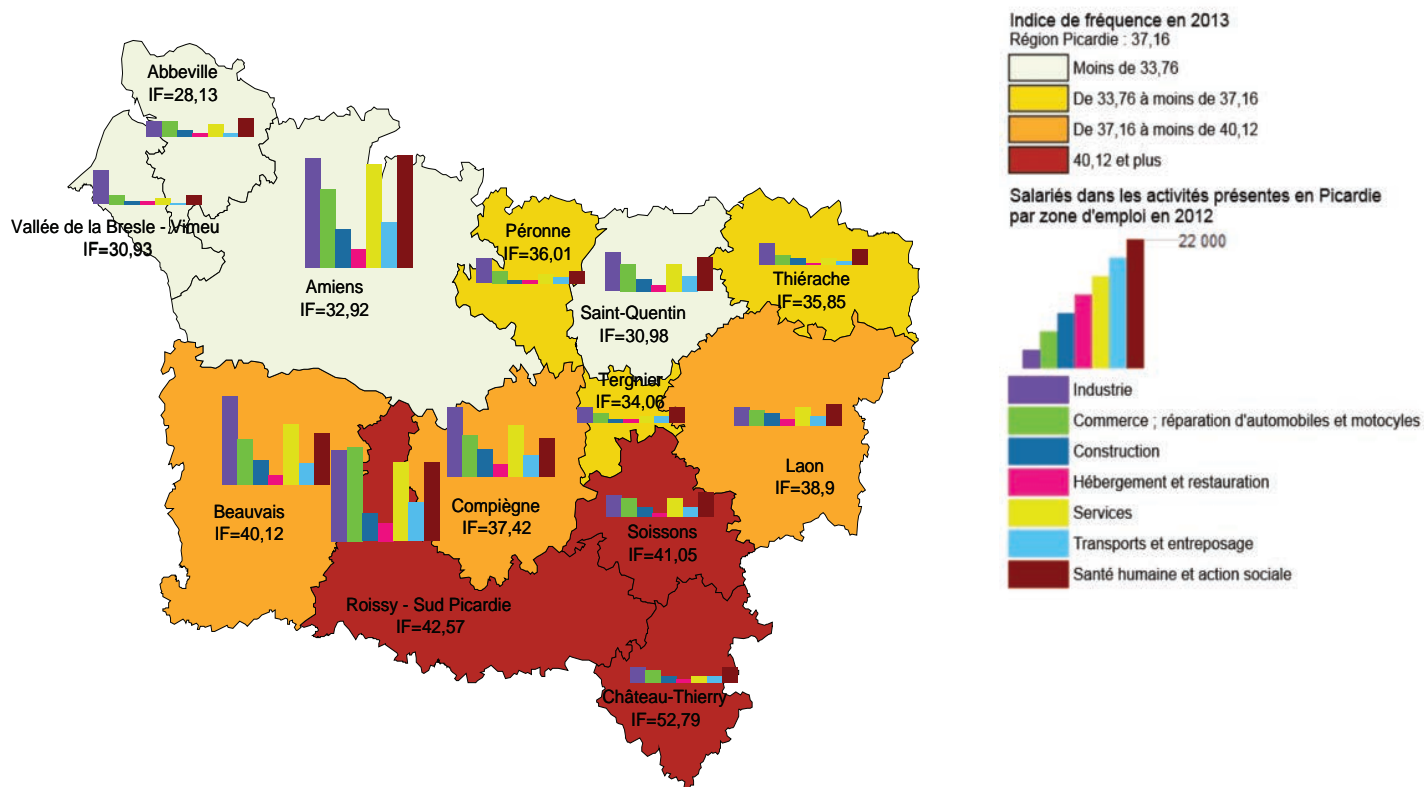 Abbeville
IF=28,13
Vallée de la Bresle - Vimeu
IF=30,93
Amiens
IF=32,92
Péronne
IF=36,01
Saint-Quentin
IF=30,98
Thiérache
IF=35,85
Tergnier
IF=34,06
Laon
IF=38,9
Beauvais
IF=40,12
Compiègne
IF=37,42
Soissons
IF=41,05
Roissy - Sud Picardie
IF=42,57
Château-Thierry
IF=52,79
Indice de fréquence en 2013
Région Picardie : 37,16
Moins de 33,76
De 33,76 à moins de 37,16
De 37,16 à moins de 40,12
40,12 et plus
Salariés dans les activités présentes en Picardie
par zone d'emploi en 2012
22 000
Industrie
Commerce ; réparation d'automobiles et motocyles
Construction
Hébergement et restauration
Services
Transports et entreposage
Santé humaine et action sociale